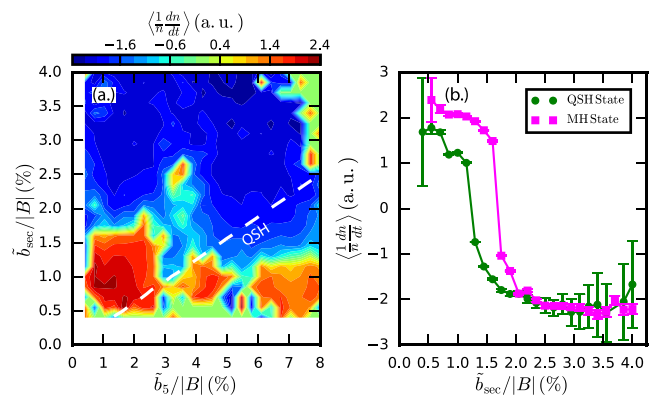 ⟨1/n dn/dt⟩ (a. u.)
−1.6 −0.6 0.4 1.4 2.4
(a.)
4.0
3.5
3.0
2.5
2.0
1.5
1.0
0.5
0.0
b̃sec/|B| (%)
QSH
0 1 2 3 4 5 6 7 8
b̃5/|B| (%)
(b.)
QSH State
MH State
3
2
1
0
−1
−2
−3
⟨1/n dn/dt⟩ (a. u.)
0.0 0.5 1.0 1.5 2.0 2.5 3.0 3.5 4.0
b̃sec/|B| (%)